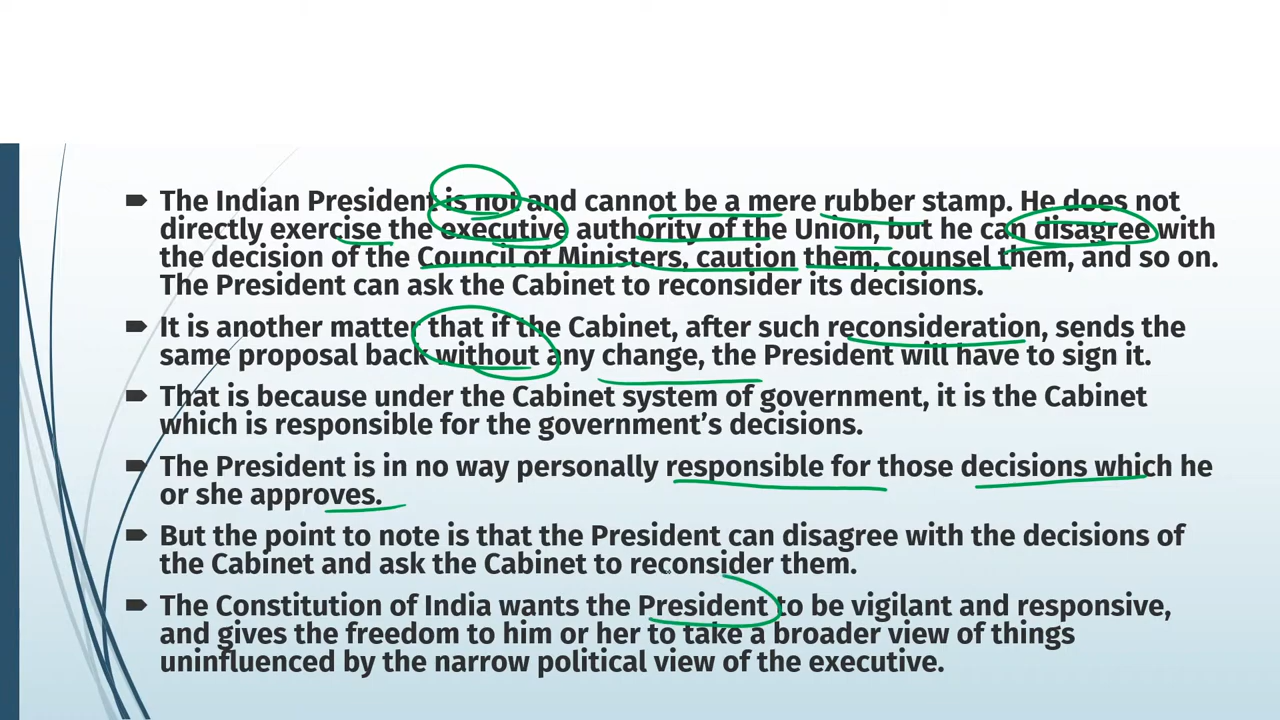 The Indian President is not and cannot be a mere rubber stamp. He does not
directly exercise the executive authority of the Union, but he can disagree with
the decision of the Council of Ministers, caution them, counsel them, and so on.
The President can ask the Cabinet to reconsider its decisions.
It is another matter that if the Cabinet, after such reconsideration, sends the
same proposal back without any change, the President will have to sign it.
That is because under the Cabinet system of government, it is the Cabinet
which is responsible for the government’s decisions.
The President is in no way personally responsible for those decisions which he
or she approves.
But the point to note is that the President can disagree with the decisions of
the Cabinet and ask the Cabinet to reconsider them.
The Constitution of India wants the President to be vigilant and responsive,
and gives the freedom to him or her to take a broader view of things
uninfluenced by the narrow political view of the executive.